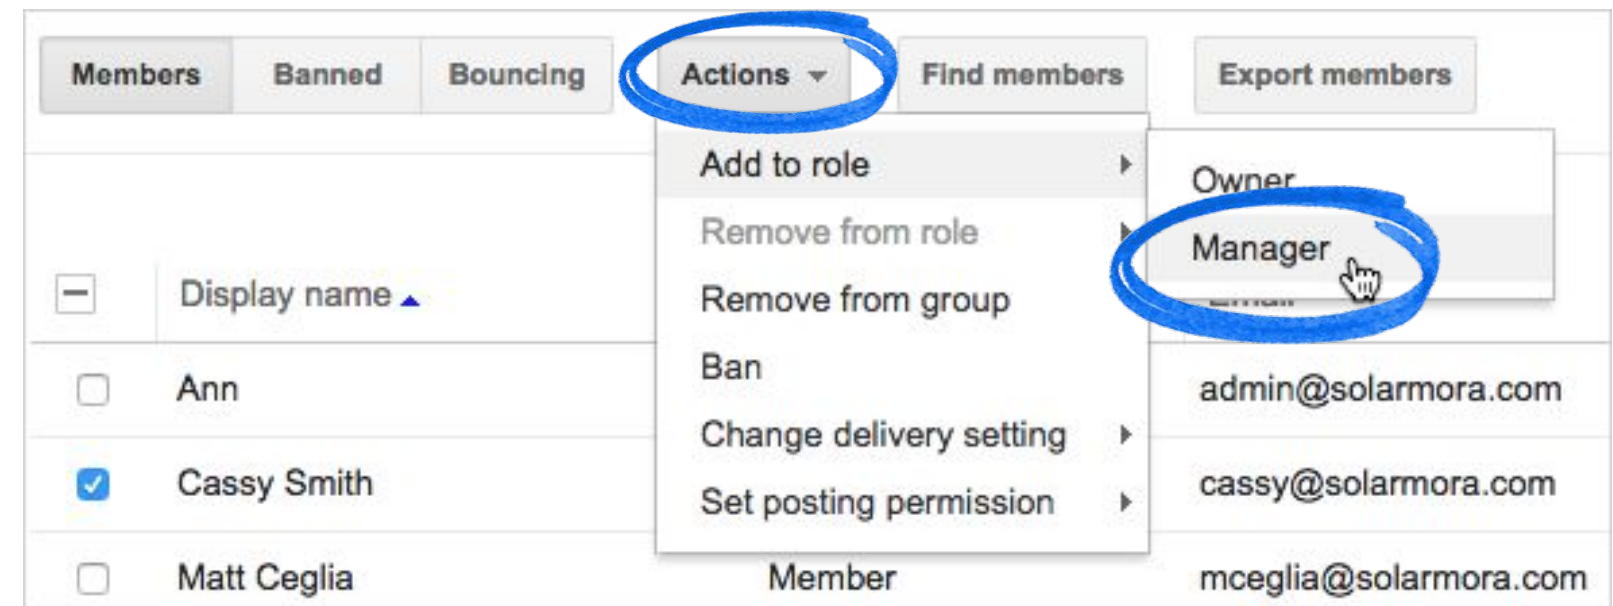 Members Banned Bouncing Actions Find members Export members
Add to role
Owner
Remove from role
Manager
Display name
Remove from group
Ban
Ann admin@solarmora.com
Change delivery setting
Cassy Smith cassy@solarmora.com
Set posting permission
Matt Ceglia Member mceglia@solarmora.com